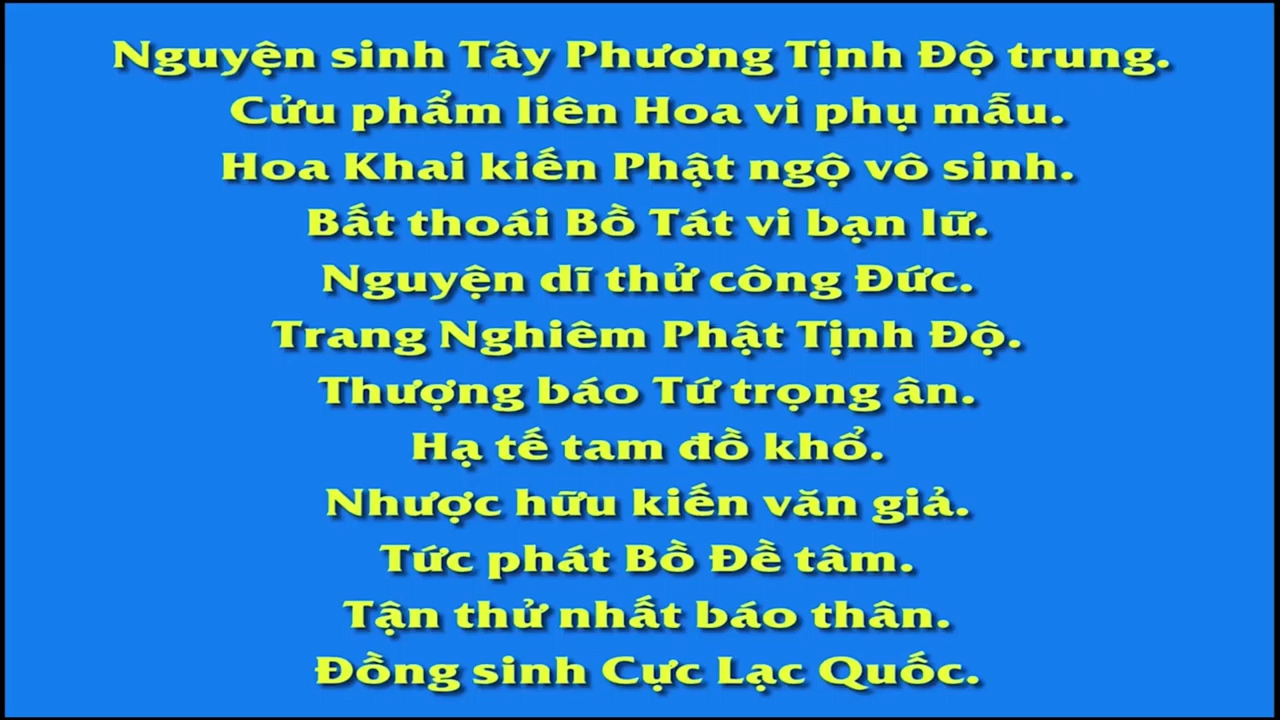 Nguyện sinh Tây Phương Tịnh Độ trung.
Cửu phẩm liên Hoa vi phụ mẫu.
Hoa Khai kiến Phật ngộ vô sinh.
Bất thoái Bồ Tát vi bạn lữ.
Nguyện dĩ thử công Đức.
Trang Nghiêm Phật Tịnh Độ.
Thượng báo Tứ trọng ân.
Hạ tế tam đồ khổ.
Nhược hữu kiến văn giả.
Tức phát Bồ Đề tâm.
Tận thử nhất báo thân.
Đồng sinh Cực Lạc Quốc.